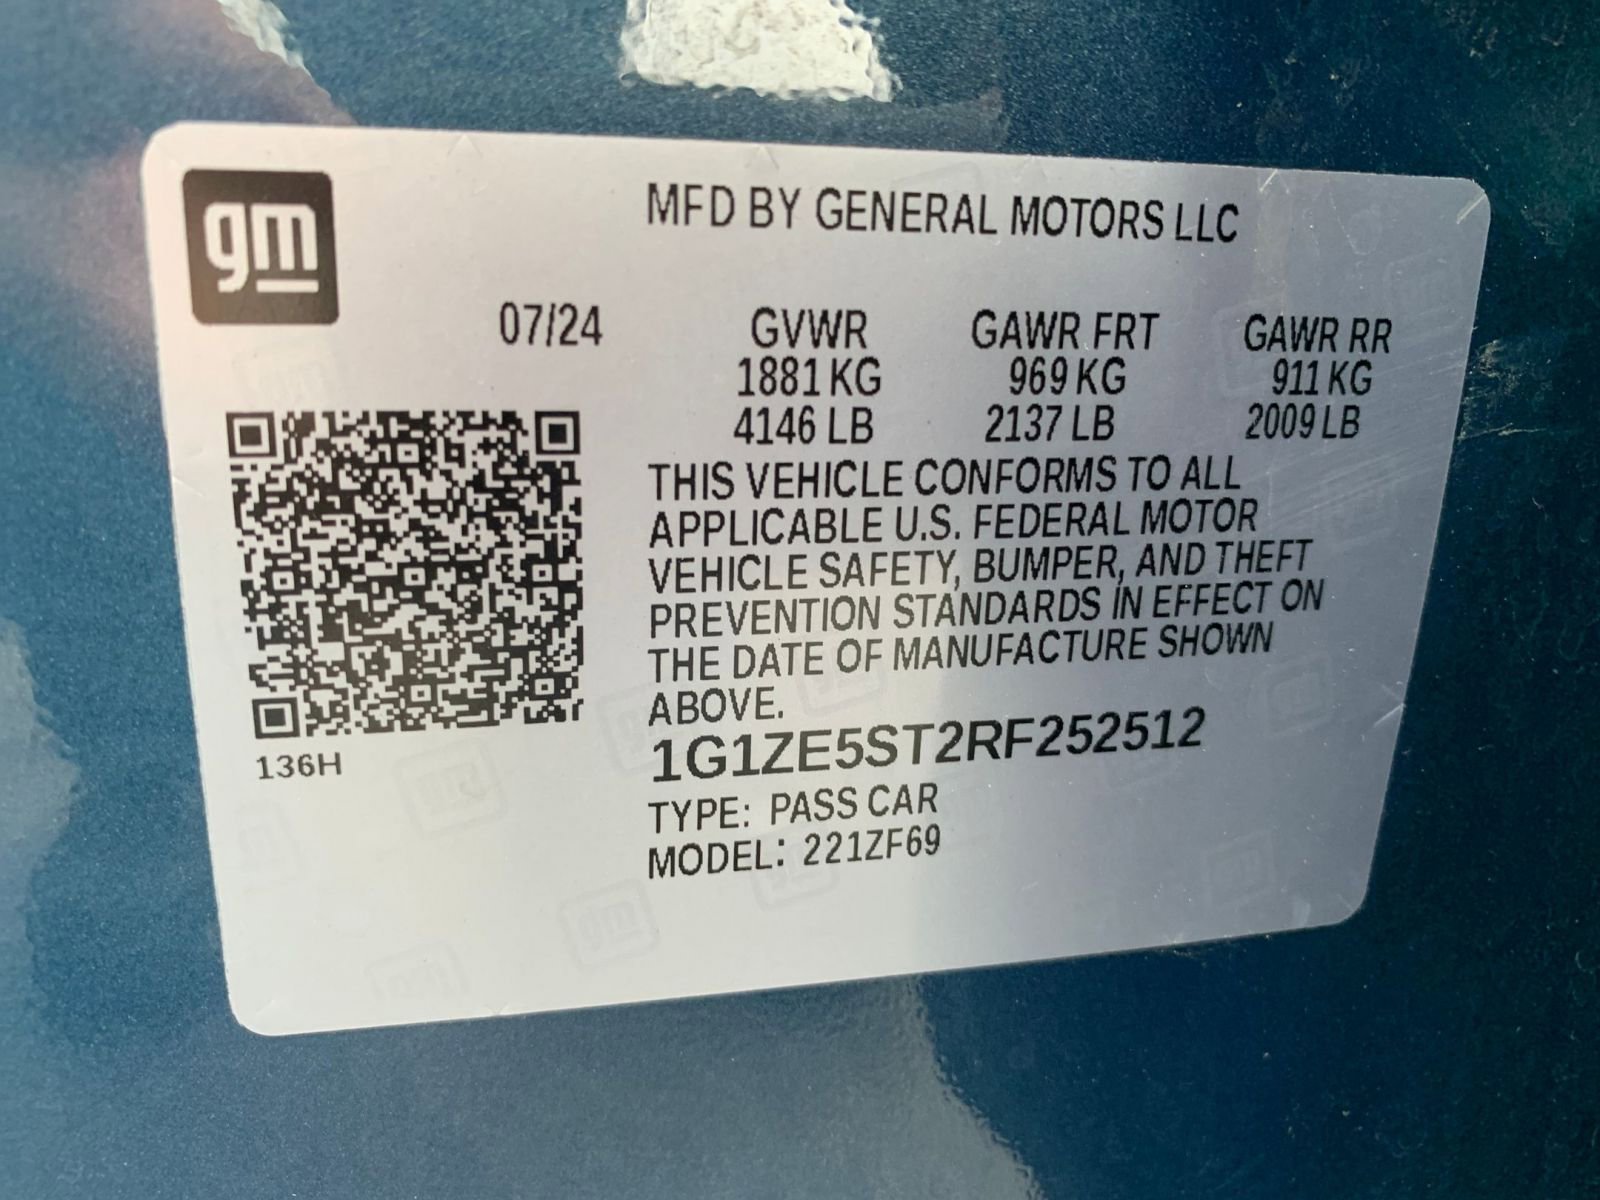 gm
MFD BY GENERAL MOTORS LLC
07/24 GVWR GAWR FRT GAWR RR
1881 KG 969 KG 911 KG
4146 LB 2137 LB 2009 LB
THIS VEHICLE CONFORMS TO ALL
APPLICABLE U.S. FEDERAL MOTOR
VEHICLE SAFETY, BUMPER, AND THEFT
PREVENTION STANDARDS IN EFFECT ON
THE DATE OF MANUFACTURE SHOWN
ABOVE.
136H
1G1ZE5ST2RF252512
TYPE: PASS CAR
MODEL: 221ZF69